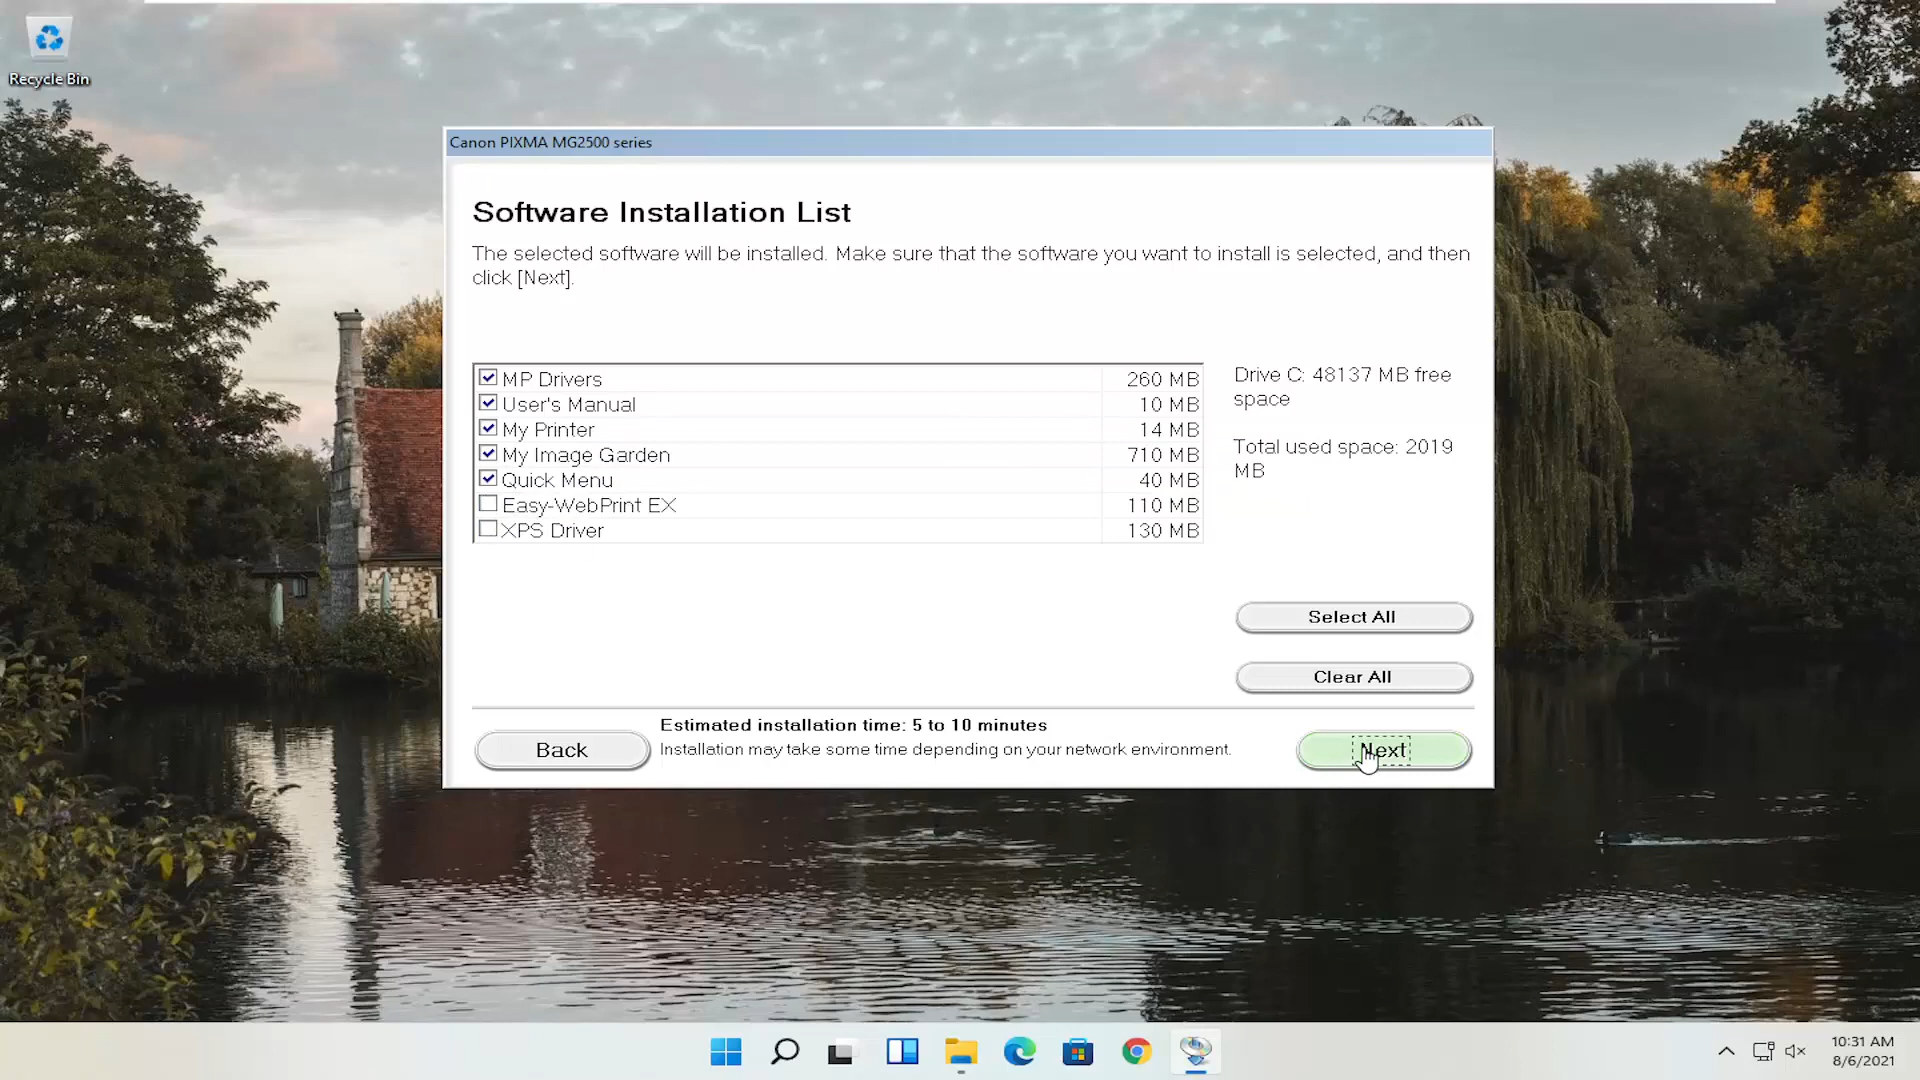 Recycle Bin
Canon PIXMA MG2500 series
Software Installation List
The selected software will be installed. Make sure that the software you want to install is selected, and then
click [Next].
MP Drivers 260 MB
User's Manual 10 MB
My Printer 14 MB
My Image Garden 710 MB
Quick Menu 40 MB
Easy-WebPrint EX 110 MB
XPS Driver 130 MB
Drive C: 48137 MB free
space
Total used space: 2019
MB
Select All
Clear All
Estimated installation time: 5 to 10 minutes
Installation may take some time depending on your network environment.
Back
Next
10:31 AM
8/6/2021